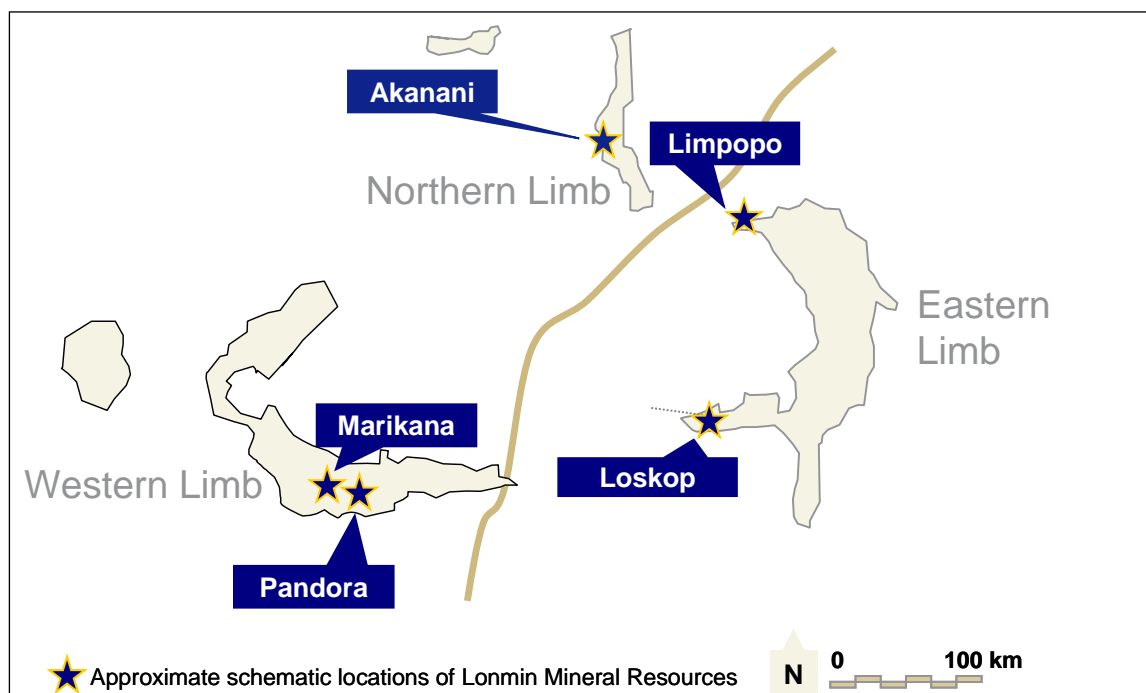 Akanani
Limpopo
Northern Limb
Eastern
Limb
Marikana
Western Limb
Loskop
Pandora
Approximate schematic locations of Lonmin Mineral Resources
N
0 100 km